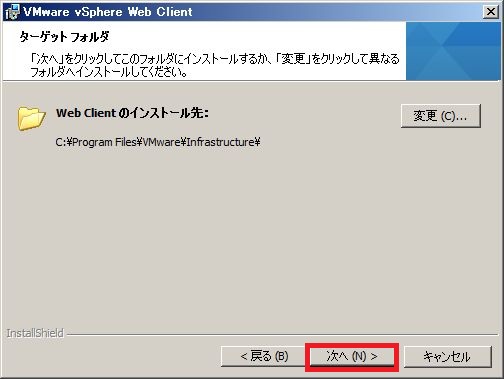 VMware vSphere Web Client
ターゲット フォルダ
「次へ」をクリックしてこのフォルダにインストールするか、「変更」をクリックして異なる
フォルダへインストールしてください。
Web Client のインストール先:
変更 (C)...
C:¥Program Files¥VMware¥Infrastructure¥
InstallShield
< 戻る (B)
次へ (N) >
キャンセル